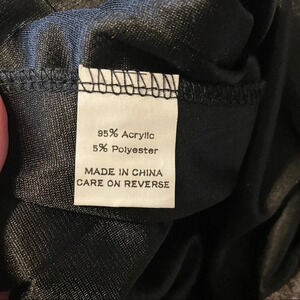 95% Acrylic
5% Polyester
MADE IN CHINA
CARE ON REVERSE